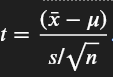 t = (x̄ − μ) / (s/√n)